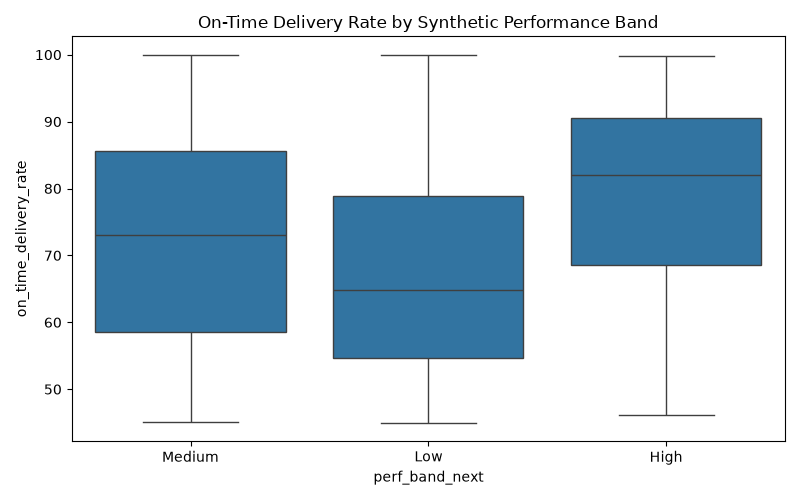 On-Time Delivery Rate by Synthetic Performance Band
on_time_delivery_rate
100
90
80
70
60
50
Medium
Low
High
perf_band_next